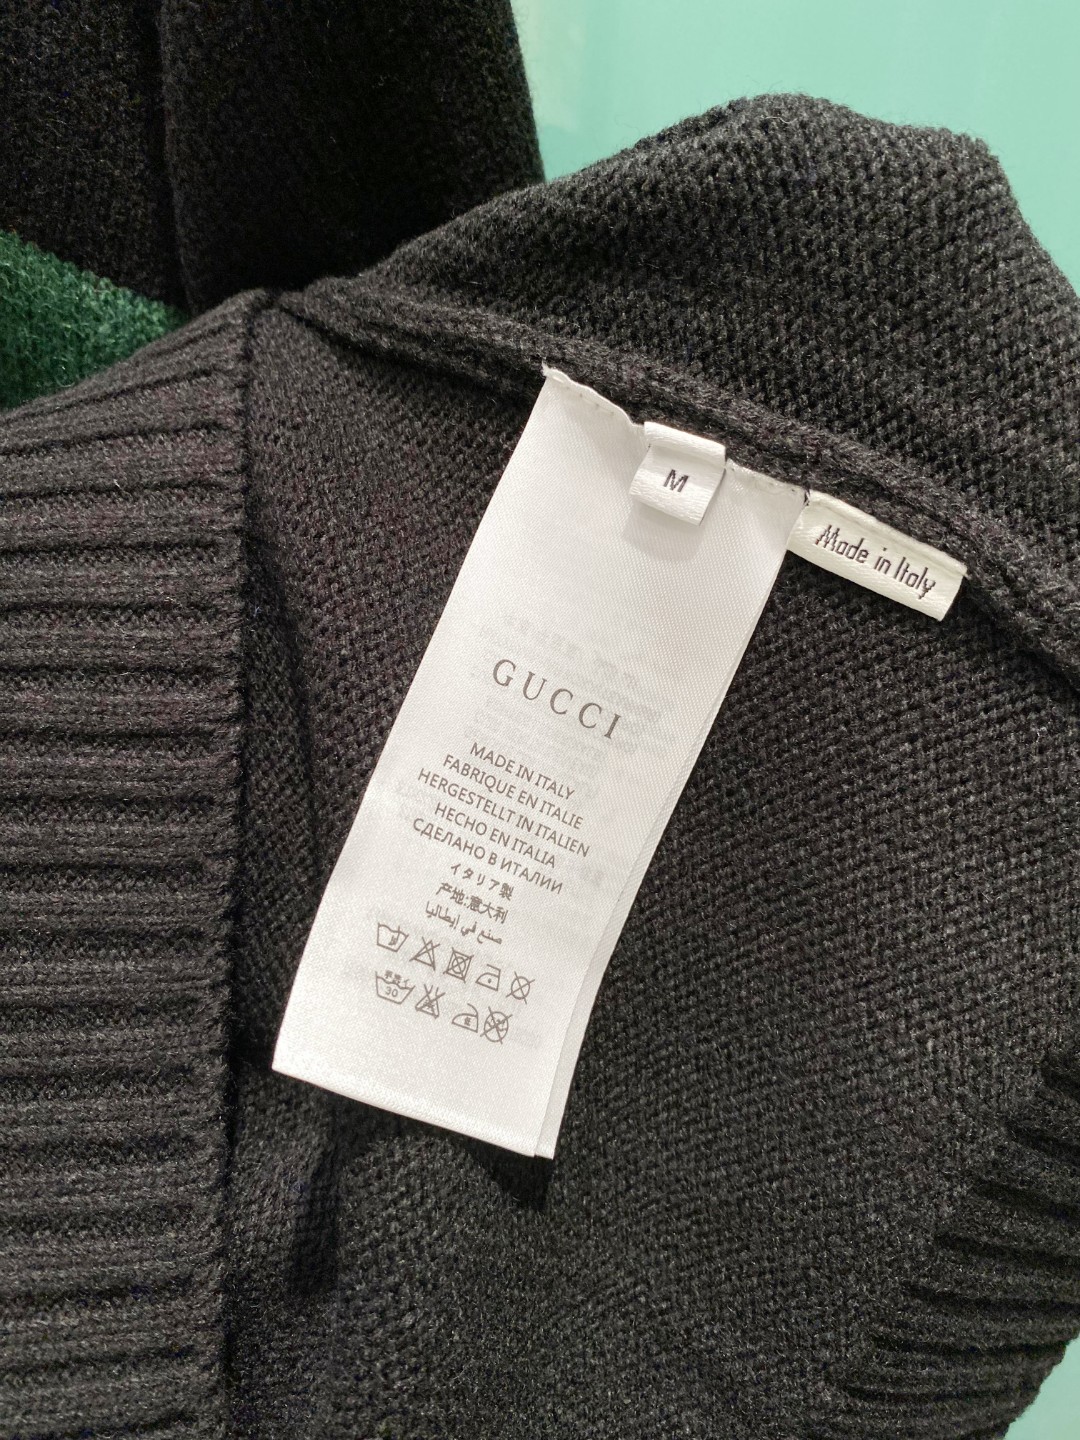 M
Made in Italy
GUCCI
MADE IN ITALY
FABRIQUE EN ITALIE
HERGESTELLT IN ITALIEN
HECHO EN ITALIA
СДЕЛАНО В ИТАЛИИ
イタリア製
产地:意大利
صنع في إيطاليا
30